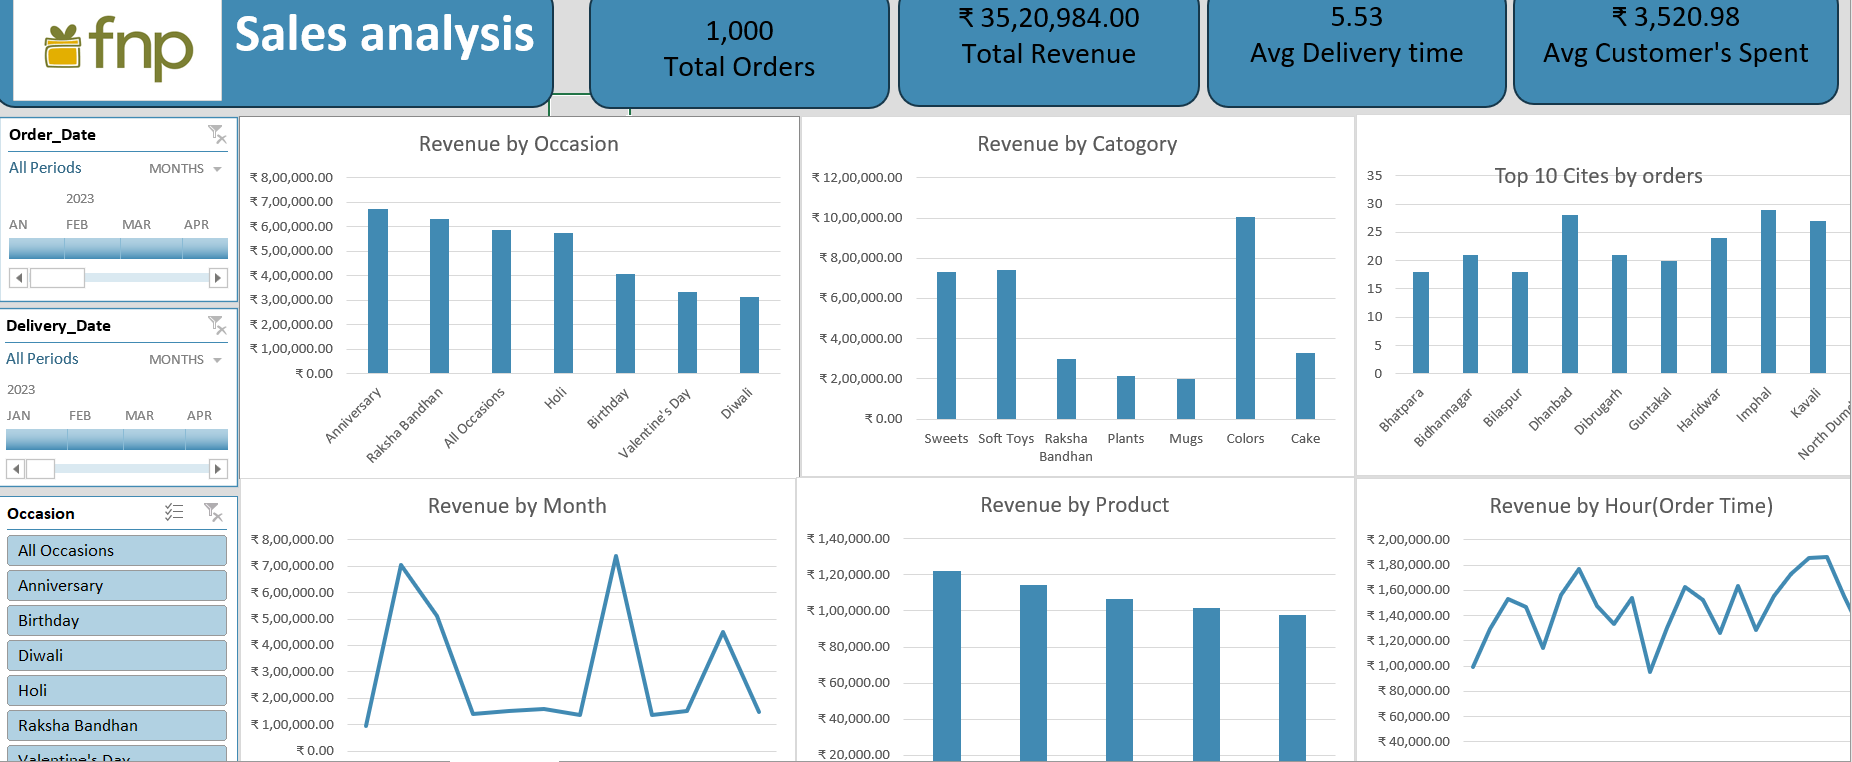 fnp
Sales analysis
1,000
Total Orders
₹ 35,20,984.00
Total Revenue
5.53
Avg Delivery time
₹ 3,520.98
Avg Customer's Spent
Order_Date
All Periods
MONTHS
2023
AN FEB MAR APR
Delivery_Date
All Periods
MONTHS
2023
JAN FEB MAR APR
Occasion
All Occasions
Anniversary
Birthday
Diwali
Holi
Raksha Bandhan
Valentine's Day
Revenue by Occasion
₹ 8,00,000.00
₹ 7,00,000.00
₹ 6,00,000.00
₹ 5,00,000.00
₹ 4,00,000.00
₹ 3,00,000.00
₹ 2,00,000.00
₹ 1,00,000.00
₹ 0.00
Anniversary
Raksha Bandhan
All Occasions
Holi
Birthday
Valentine's Day
Diwali
Revenue by Catogory
₹ 12,00,000.00
₹ 10,00,000.00
₹ 8,00,000.00
₹ 6,00,000.00
₹ 4,00,000.00
₹ 2,00,000.00
₹ 0.00
Sweets
Soft Toys
Raksha
Bandhan
Plants
Mugs
Colors
Cake
Top 10 Cites by orders
35
30
25
20
15
10
5
0
Bhatpara
Bidhannagar
Bilaspur
Dhanbad
Dibrugarh
Guntakal
Haridwar
Imphal
Kavali
North Dum
Revenue by Month
₹ 8,00,000.00
₹ 7,00,000.00
₹ 6,00,000.00
₹ 5,00,000.00
₹ 4,00,000.00
₹ 3,00,000.00
₹ 2,00,000.00
₹ 1,00,000.00
₹ 0.00
Revenue by Product
₹ 1,40,000.00
₹ 1,20,000.00
₹ 1,00,000.00
₹ 80,000.00
₹ 60,000.00
₹ 40,000.00
₹ 20,000.00
Revenue by Hour(Order Time)
₹ 2,00,000.00
₹ 1,80,000.00
₹ 1,60,000.00
₹ 1,40,000.00
₹ 1,20,000.00
₹ 1,00,000.00
₹ 80,000.00
₹ 60,000.00
₹ 40,000.00